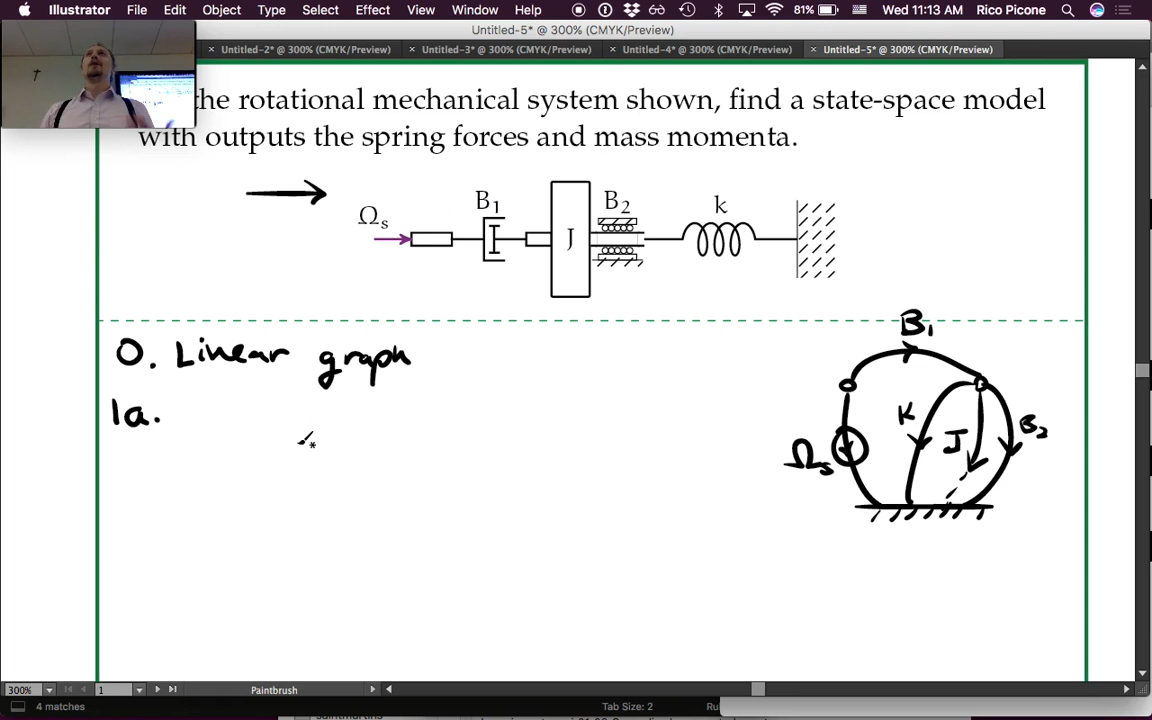 Illustrator File Edit Object Type Select Effect View Window Help 81% Wed 11:13 AM Rico Picone
Untitled-5* @ 300% (CMYK/Preview)
Untitled-2* @ 300% (CMYK/Preview) Untitled-3* @ 300% (CMYK/Preview) Untitled-4* @ 300% (CMYK/Preview) Untitled-5* @ 300% (CMYK/Preview)
the rotational mechanical system shown, find a state-space model
with outputs the spring forces and mass momenta.
Ωs B1 J B2 k
0. Linear graph
1a.
B1
K
J
B2
Ωs
300% 1 Paintbrush
4 matches Tab Size: 2